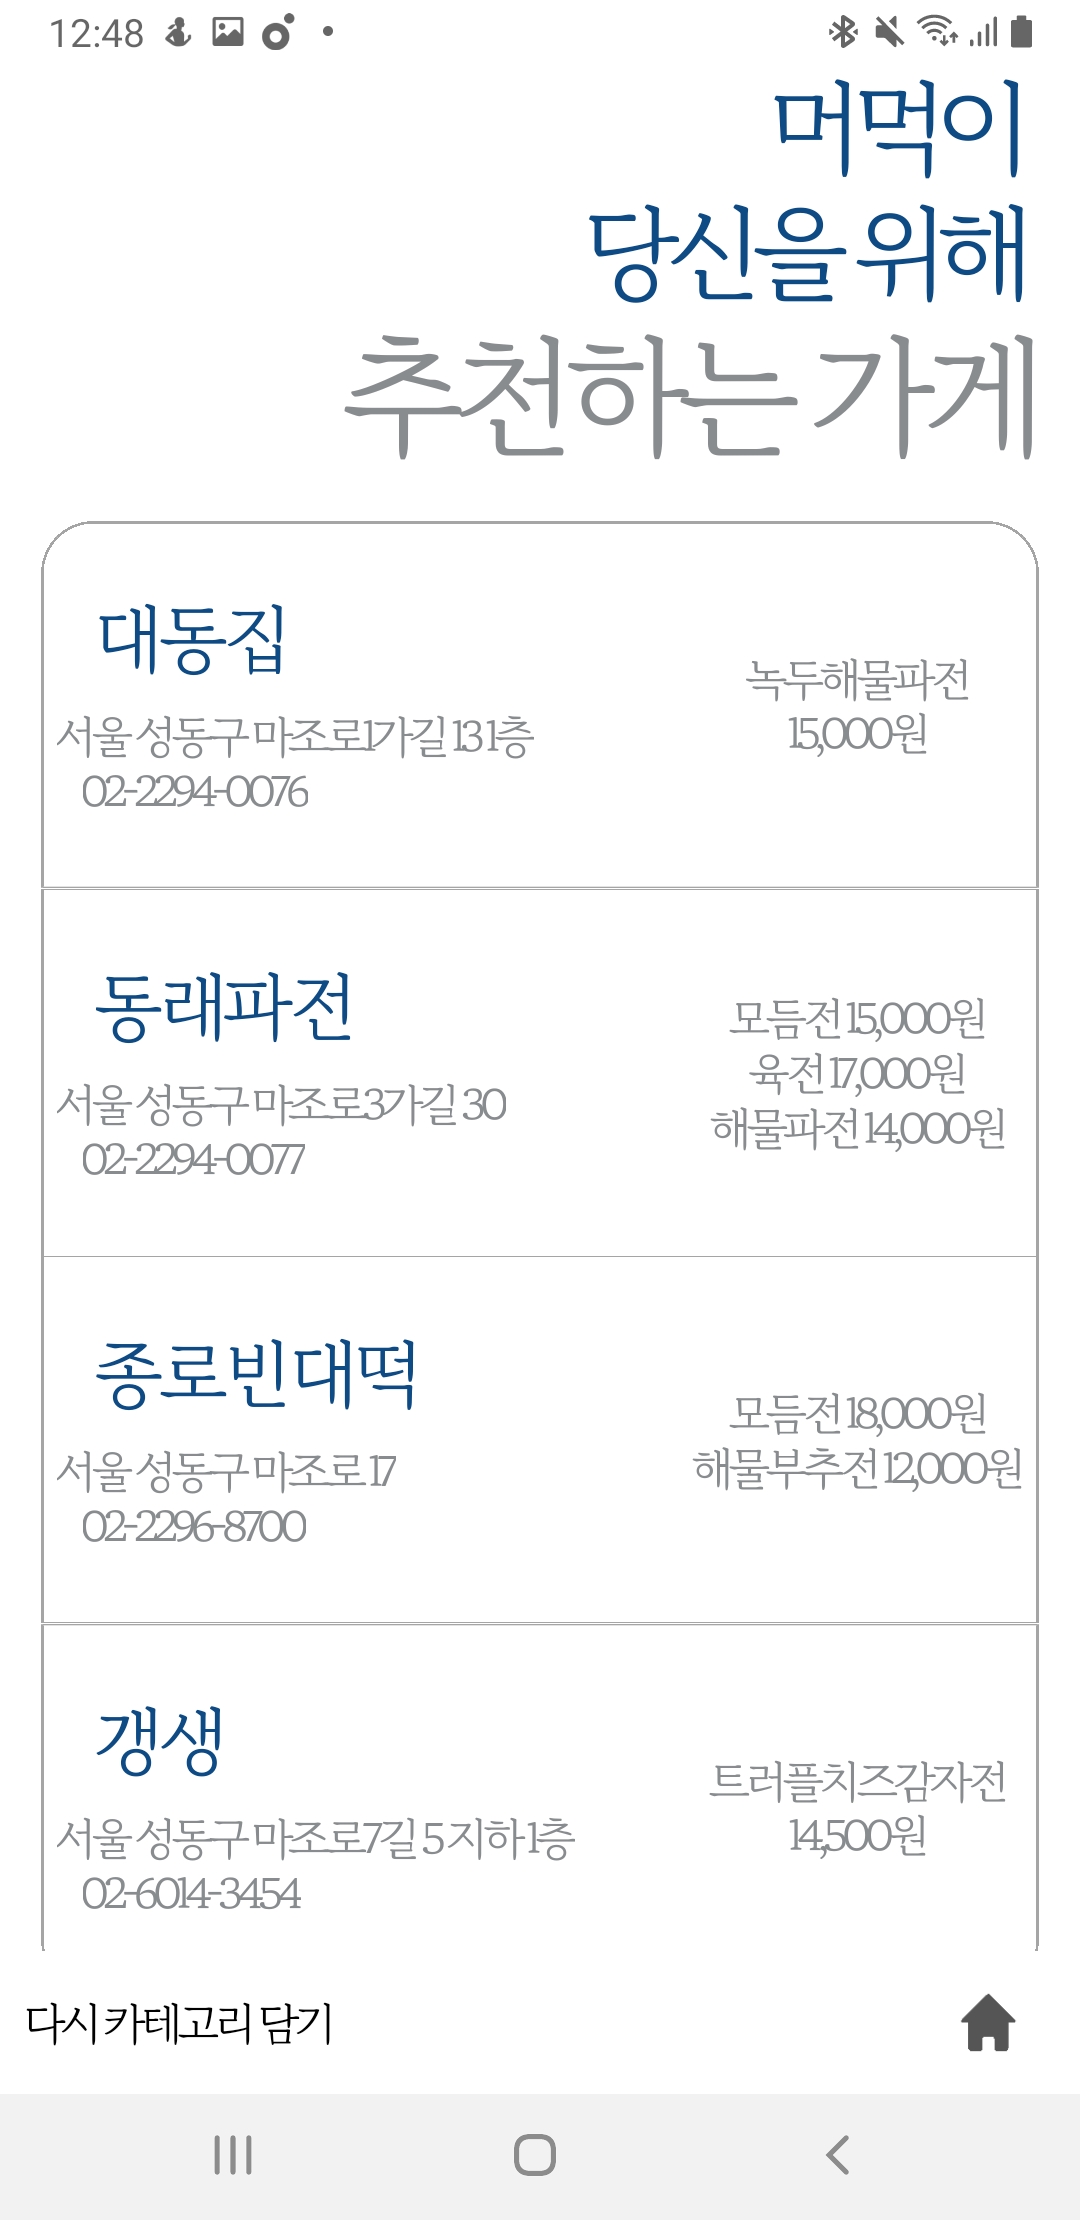 12:48
머먹이
당신을 위해
추천하는 가게
대동집
서울 성동구 마조로1가길 13 1층
02-2294-0076
녹두해물파전
15,000원
동래파전
서울 성동구 마조로3가길 30
02-2294-0077
모듬전 15,000원
육전 17,000원
해물파전 14,000원
종로빈대떡
서울 성동구 마조로 17
02-2296-8700
모듬전 18,000원
해물부추전 12,000원
갱생
서울 성동구 마조로7길 5 지하 1층
02-6014-3454
트러플치즈감자전
14,500원
다시 카테고리 담기